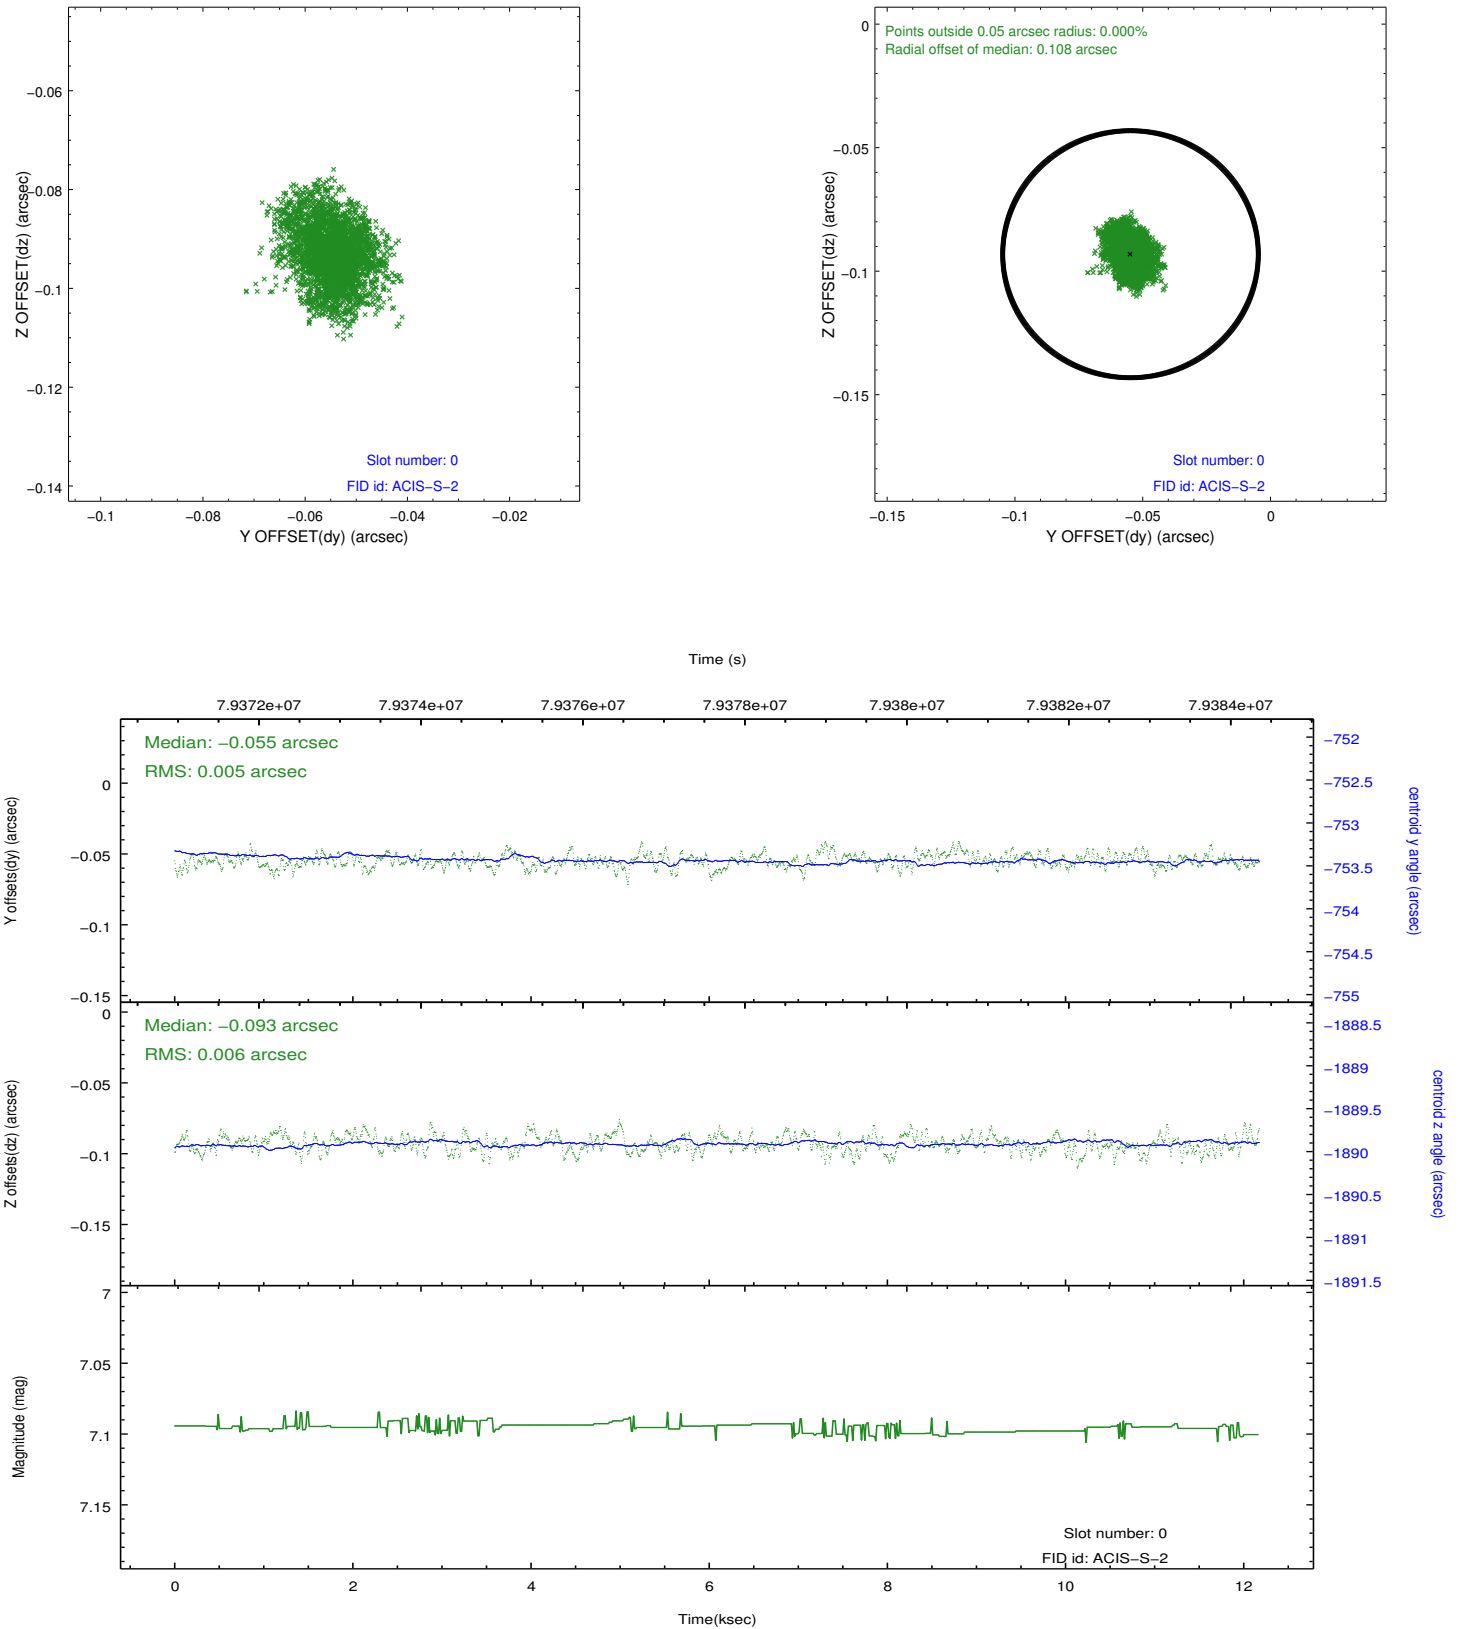 −0.06
−0.08
−0.1
−0.12
−0.14
Z OFFSET(dz) (arcsec)
Slot number: 0
FID id: ACIS−S−2
−0.1
−0.08
−0.06
−0.04
−0.02
Y OFFSET(dy) (arcsec)
Points outside 0.05 arcsec radius: 0.000%
Radial offset of median: 0.108 arcsec
0
−0.05
−0.1
−0.15
Z OFFSET(dz) (arcsec)
Slot number: 0
FID id: ACIS−S−2
−0.15
−0.1
−0.05
0
Y OFFSET(dy) (arcsec)
Time (s)
7.9372e+07
7.9374e+07
7.9376e+07
7.9378e+07
7.938e+07
7.9382e+07
7.9384e+07
Median: −0.055 arcsec
RMS: 0.005 arcsec
0
−0.05
−0.1
−0.15
Y offsets(dy) (arcsec)
−752
−752.5
−753
−753.5
−754
−754.5
−755
centroid y angle (arcsec)
Median: −0.093 arcsec
RMS: 0.006 arcsec
0
−0.05
−0.1
−0.15
Z offsets(dz) (arcsec)
−1888.5
−1889
−1889.5
−1890
−1890.5
−1891
−1891.5
centroid z angle (arcsec)
7
7.05
7.1
7.15
Magnitude (mag)
Slot number: 0
FID id: ACIS−S−2
0
2
4
6
8
10
12
Time(ksec)